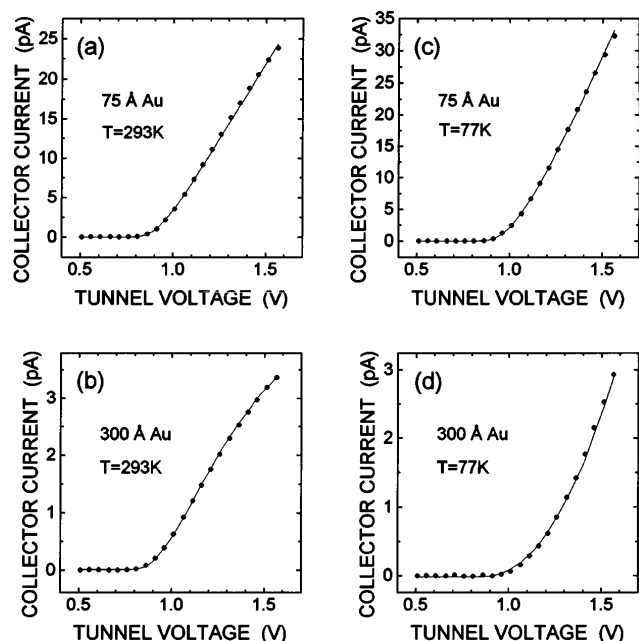 (a)
75 Å Au
T=293K
COLLECTOR CURRENT (pA)
25
20
15
10
5
0
0.5 1.0 1.5
TUNNEL VOLTAGE (V)
(c)
75 Å Au
T=77K
COLLECTOR CURRENT (pA)
35
30
25
20
15
10
5
0
0.5 1.0 1.5
TUNNEL VOLTAGE (V)
(b)
300 Å Au
T=293K
COLLECTOR CURRENT (pA)
3
2
1
0
0.5 1.0 1.5
TUNNEL VOLTAGE (V)
(d)
300 Å Au
T=77K
COLLECTOR CURRENT (pA)
3
2
1
0
0.5 1.0 1.5
TUNNEL VOLTAGE (V)